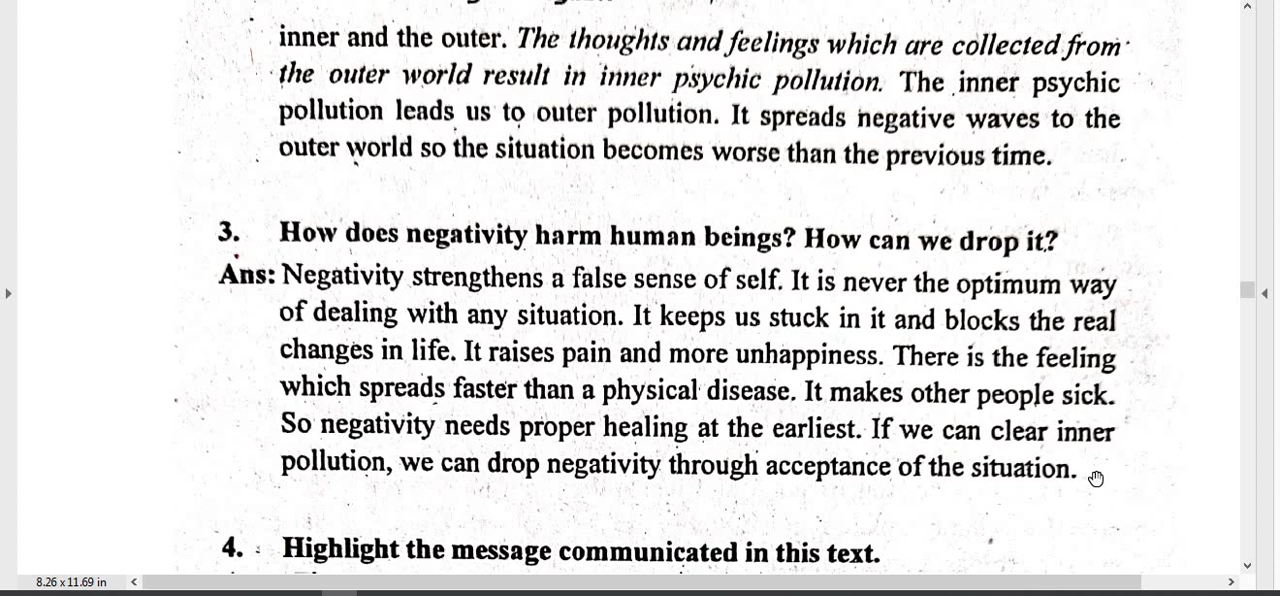 inner and the outer. The thoughts and feelings which are collected from
the outer world result in inner psychic pollution. The inner psychic
pollution leads us to outer pollution. It spreads negative waves to the
outer world so the situation becomes worse than the previous time.
3. How does negativity harm human beings? How can we drop it?
Ans: Negativity strengthens a false sense of self. It is never the optimum way
of dealing with any situation. It keeps us stuck in it and blocks the real
changes in life. It raises pain and more unhappiness. There is the feeling
which spreads faster than a physical disease. It makes other people sick.
So negativity needs proper healing at the earliest. If we can clear inner
pollution, we can drop negativity through acceptance of the situation.
4. Highlight the message communicated in this text.
8.26 x 11.69 in